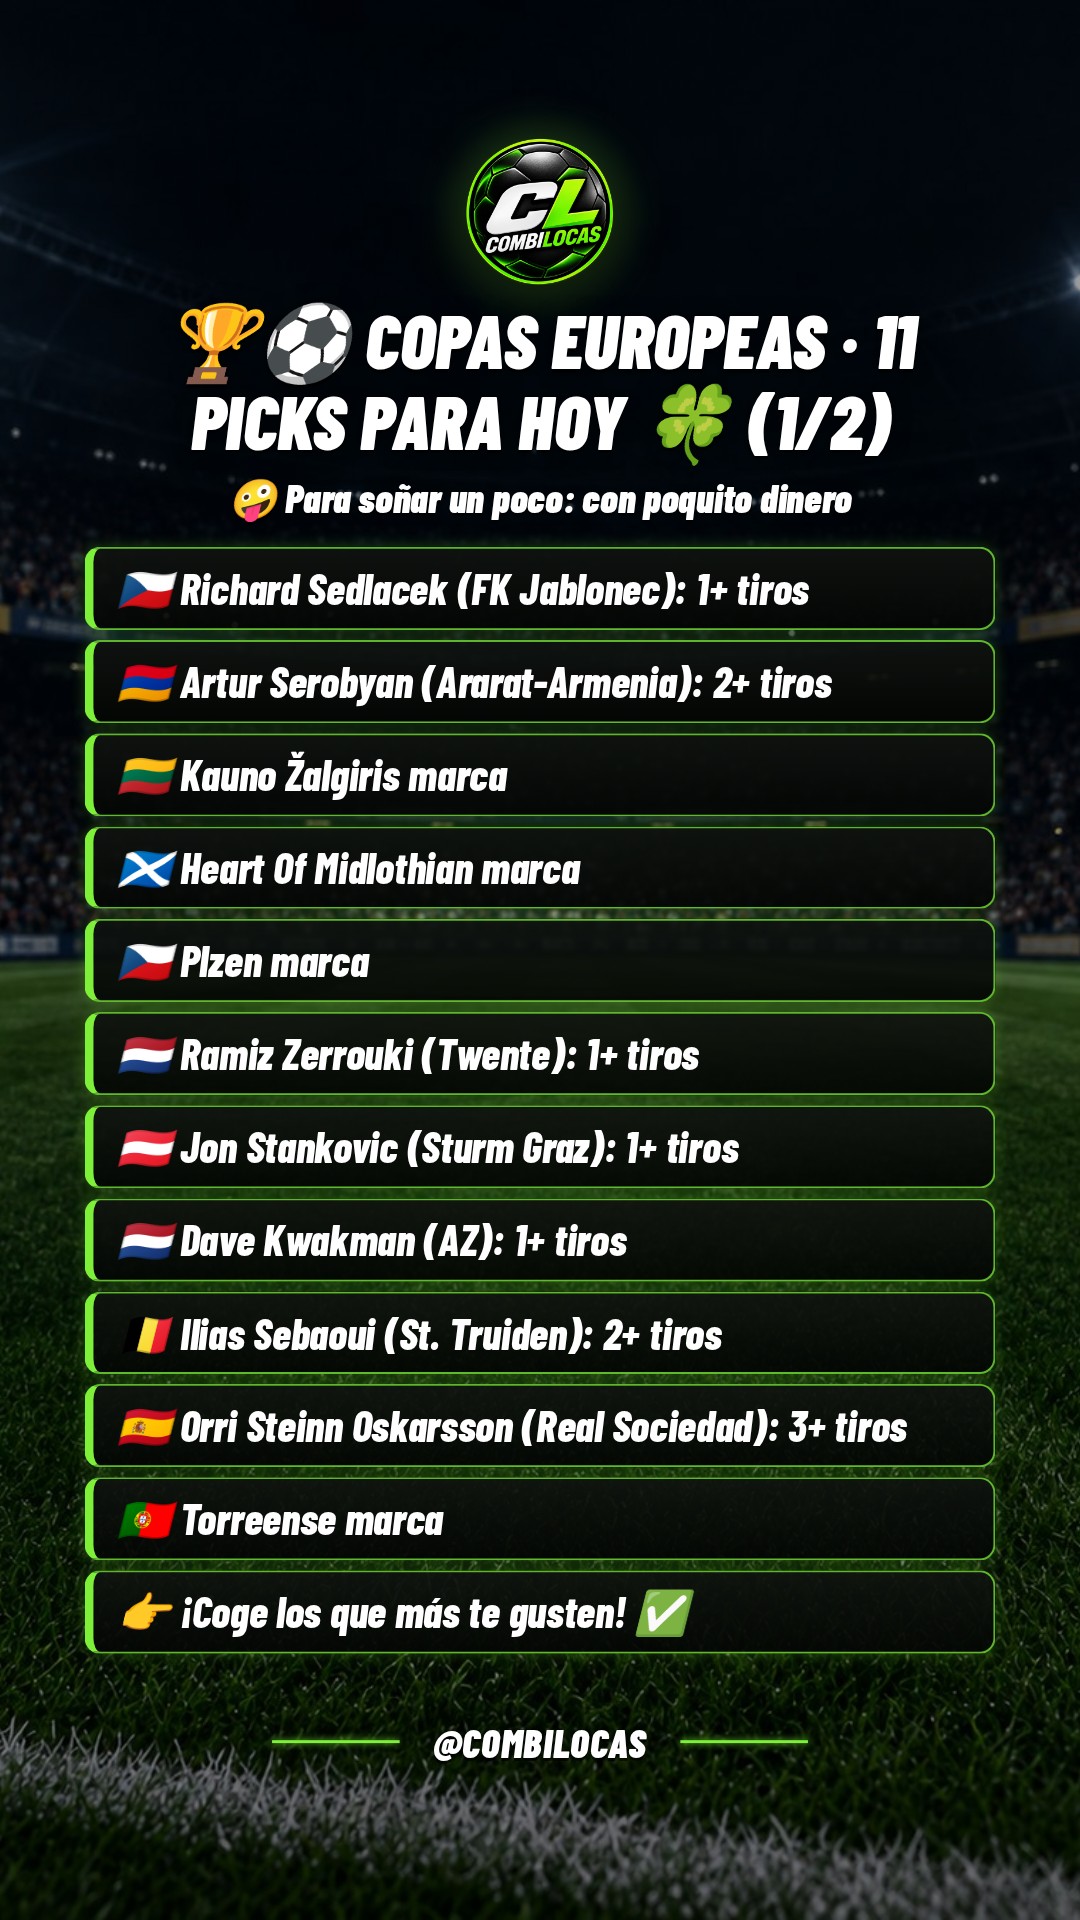 CL
COMBILOCAS
🏆⚽ COPAS EUROPEAS · 11
PICKS PARA HOY 🍀 (1/2)
🤪 Para soñar un poco: con poquito dinero
🇨🇿 Richard Sedlacek (FK Jablonec): 1+ tiros
🇦🇲 Artur Serobyan (Ararat-Armenia): 2+ tiros
🇱🇹 Kauno Žalgiris marca
🏴󠁧󠁢󠁳󠁣󠁴󠁿 Heart Of Midlothian marca
🇨🇿 Plzen marca
🇳🇱 Ramiz Zerrouki (Twente): 1+ tiros
🇦🇹 Jon Stankovic (Sturm Graz): 1+ tiros
🇳🇱 Dave Kwakman (AZ): 1+ tiros
🇧🇪 Ilias Sebaoui (St. Truiden): 2+ tiros
🇪🇸 Orri Steinn Oskarsson (Real Sociedad): 3+ tiros
🇵🇹 Torreense marca
👉 ¡Coge los que más te gusten! ✅
@COMBILOCAS